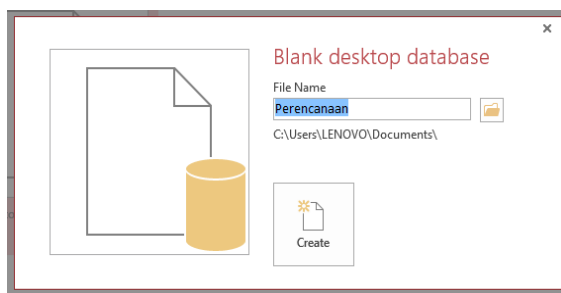 Blank desktop database
File Name
Perencanaan
C:\Users\LENOVO\Documents\
Create